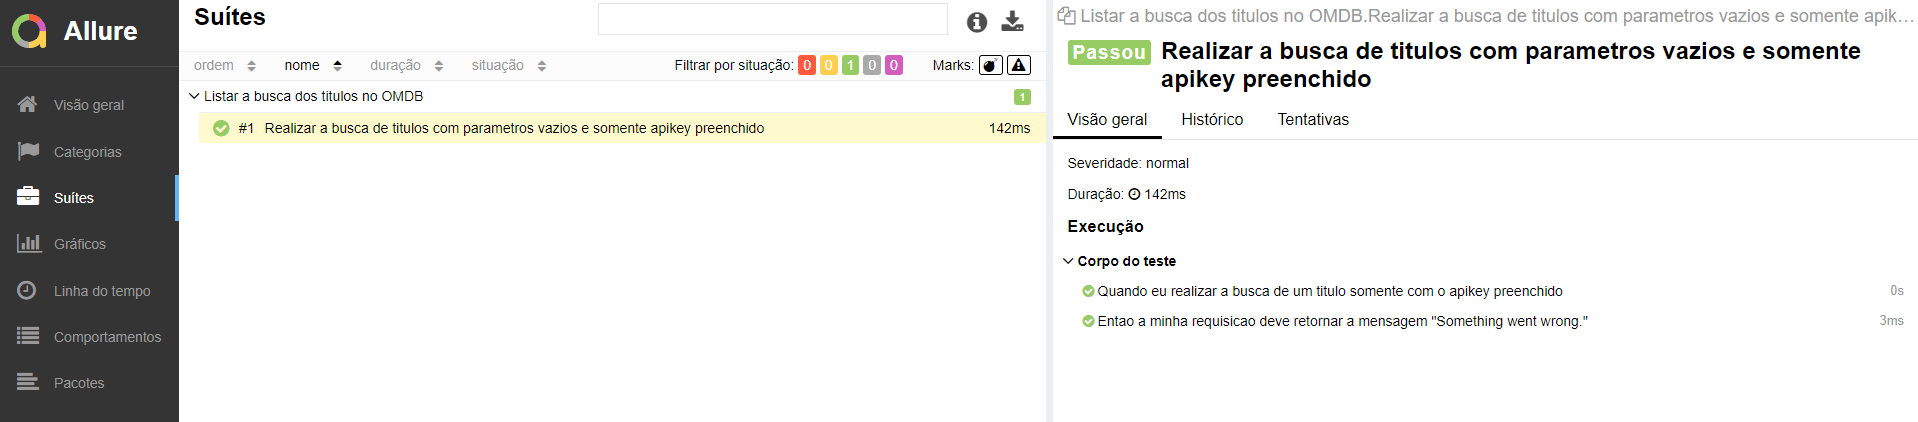 Allure
Visão geral
Categorias
Suítes
Gráficos
Linha do tempo
Comportamentos
Pacotes
Suítes
ordem nome duração situação Filtrar por situação: 0 0 1 0 0 Marks:
Listar a busca dos titulos no OMDB 1
#1 Realizar a busca de titulos com parametros vazios e somente apikey preenchido 142ms
Listar a busca dos titulos no OMDB.Realizar a busca de titulos com parametros vazios e somente apik...
Passou Realizar a busca de titulos com parametros vazios e somente
apikey preenchido
Visão geral Histórico Tentativas
Severidade: normal
Duração: 142ms
Execução
Corpo do teste
Quando eu realizar a busca de um titulo somente com o apikey preenchido 0s
Entao a minha requisicao deve retornar a mensagem "Something went wrong." 3ms